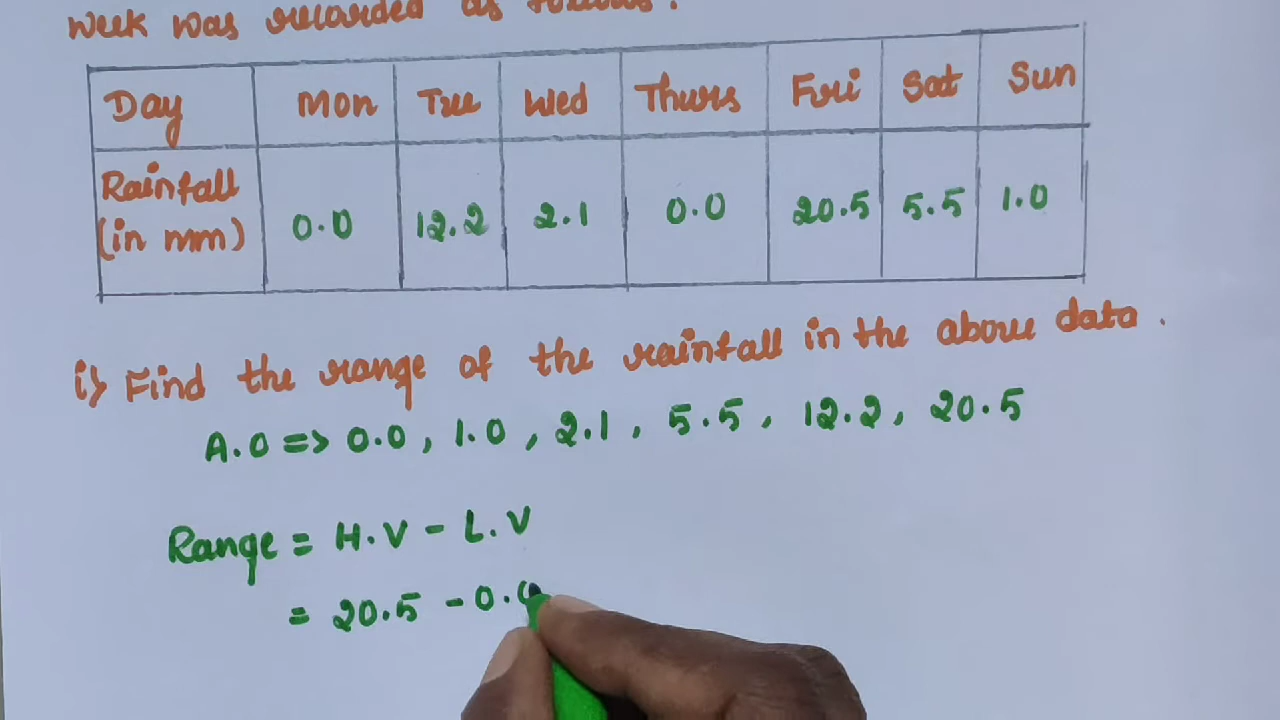 Week was recorded as follows:
Day Mon Tue Wed Thurs Fri Sat Sun
Rainfall (in mm) 0.0 12.2 2.1 0.0 20.5 5.5 1.0
i) Find the range of the rainfall in the above data.
A.O => 0.0, 1.0, 2.1, 5.5, 12.2, 20.5
Range = H.V - L.V
= 20.5 - 0.0